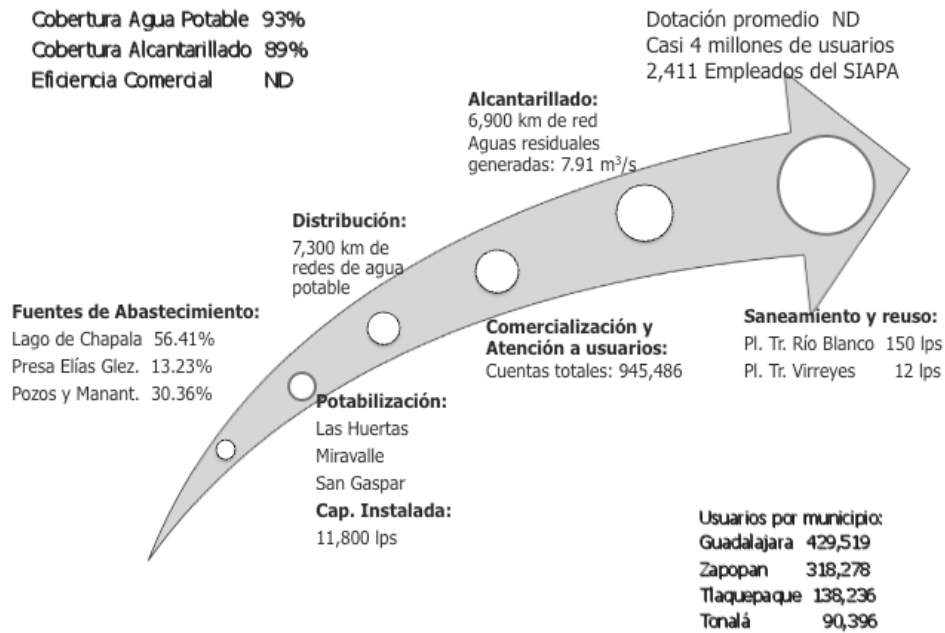 Cobertura Agua Potable 93%
Cobertura Alcantarillado 89%
Eficiencia Comercial ND
Dotación promedio ND
Casi 4 millones de usuarios
2,411 Empleados del SIAPA
Alcantarillado:
6,900 km de red
Aguas residuales
generadas: 7.91 m³/s
Distribución:
7,300 km de
redes de agua
potable
Fuentes de Abastecimiento:
Lago de Chapala 56.41%
Presa Elías Glez. 13.23%
Pozos y Manant. 30.36%
Comercialización y
Atención a usuarios:
Cuentas totales: 945,486
Saneamiento y reuso:
Pl. Tr. Río Blanco 150 lps
Pl. Tr. Virreyes 12 lps
Potabilización:
Las Huertas
Miravalle
San Gaspar
Cap. Instalada:
11,800 lps
Usuarios por municipio:
Guadalajara 429,519
Zapopan 318,278
Tlaquepaque 138,236
Tonalá 90,396